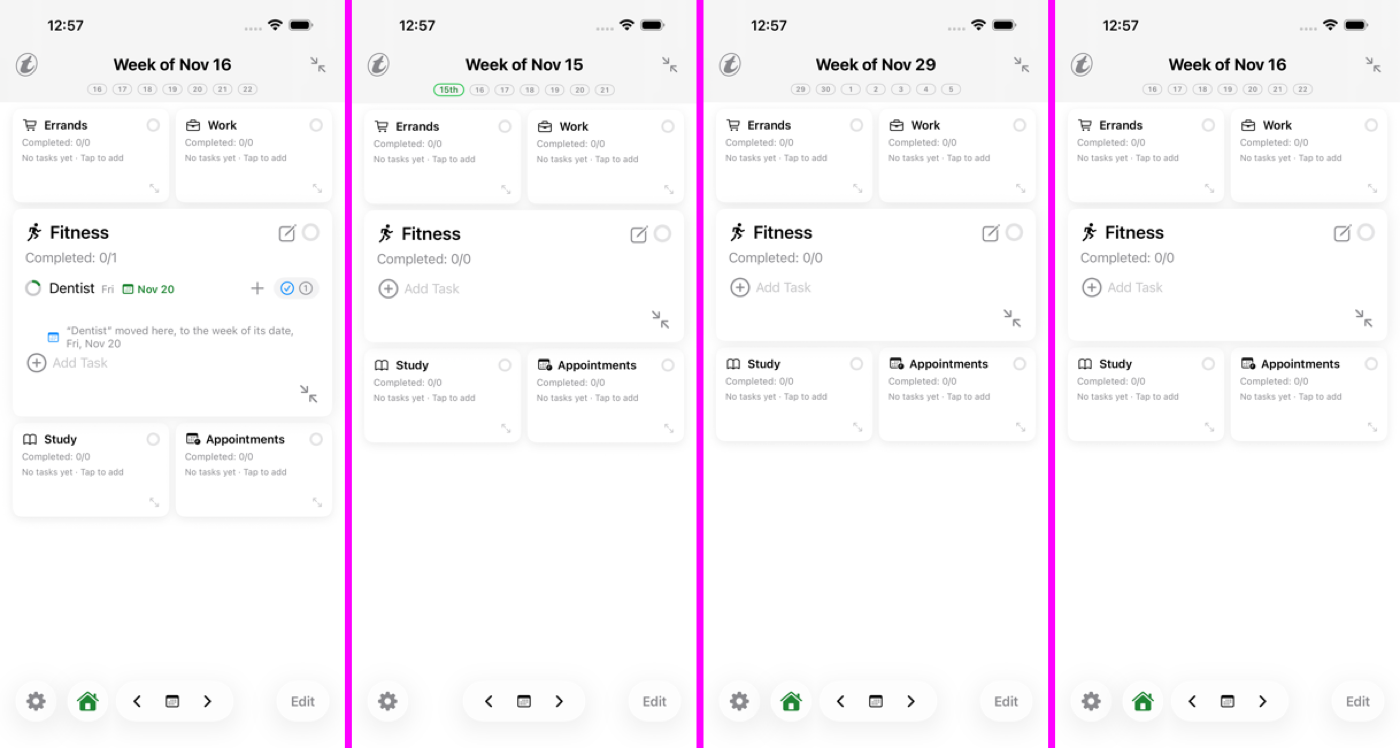 12:57
Week of Nov 16
16 17 18 19 20 21 22
Errands
Completed: 0/0
No tasks yet · Tap to add
Work
Completed: 0/0
No tasks yet · Tap to add
Fitness
Completed: 0/1
Dentist Fri Nov 20
1
"Dentist" moved here, to the week of its date,
Fri, Nov 20
Add Task
Study
Completed: 0/0
No tasks yet · Tap to add
Appointments
Completed: 0/0
No tasks yet · Tap to add
Edit
12:57
Week of Nov 15
15th 16 17 18 19 20 21
Errands
Completed: 0/0
No tasks yet · Tap to add
Work
Completed: 0/0
No tasks yet · Tap to add
Fitness
Completed: 0/0
Add Task
Study
Completed: 0/0
No tasks yet · Tap to add
Appointments
Completed: 0/0
No tasks yet · Tap to add
Edit
12:57
Week of Nov 29
29 30 1 2 3 4 5
Errands
Completed: 0/0
No tasks yet · Tap to add
Work
Completed: 0/0
No tasks yet · Tap to add
Fitness
Completed: 0/0
Add Task
Study
Completed: 0/0
No tasks yet · Tap to add
Appointments
Completed: 0/0
No tasks yet · Tap to add
Edit
12:57
Week of Nov 16
16 17 18 19 20 21 22
Errands
Completed: 0/0
No tasks yet · Tap to add
Work
Completed: 0/0
No tasks yet · Tap to add
Fitness
Completed: 0/0
Add Task
Study
Completed: 0/0
No tasks yet · Tap to add
Appointments
Completed: 0/0
No tasks yet · Tap to add
Edit